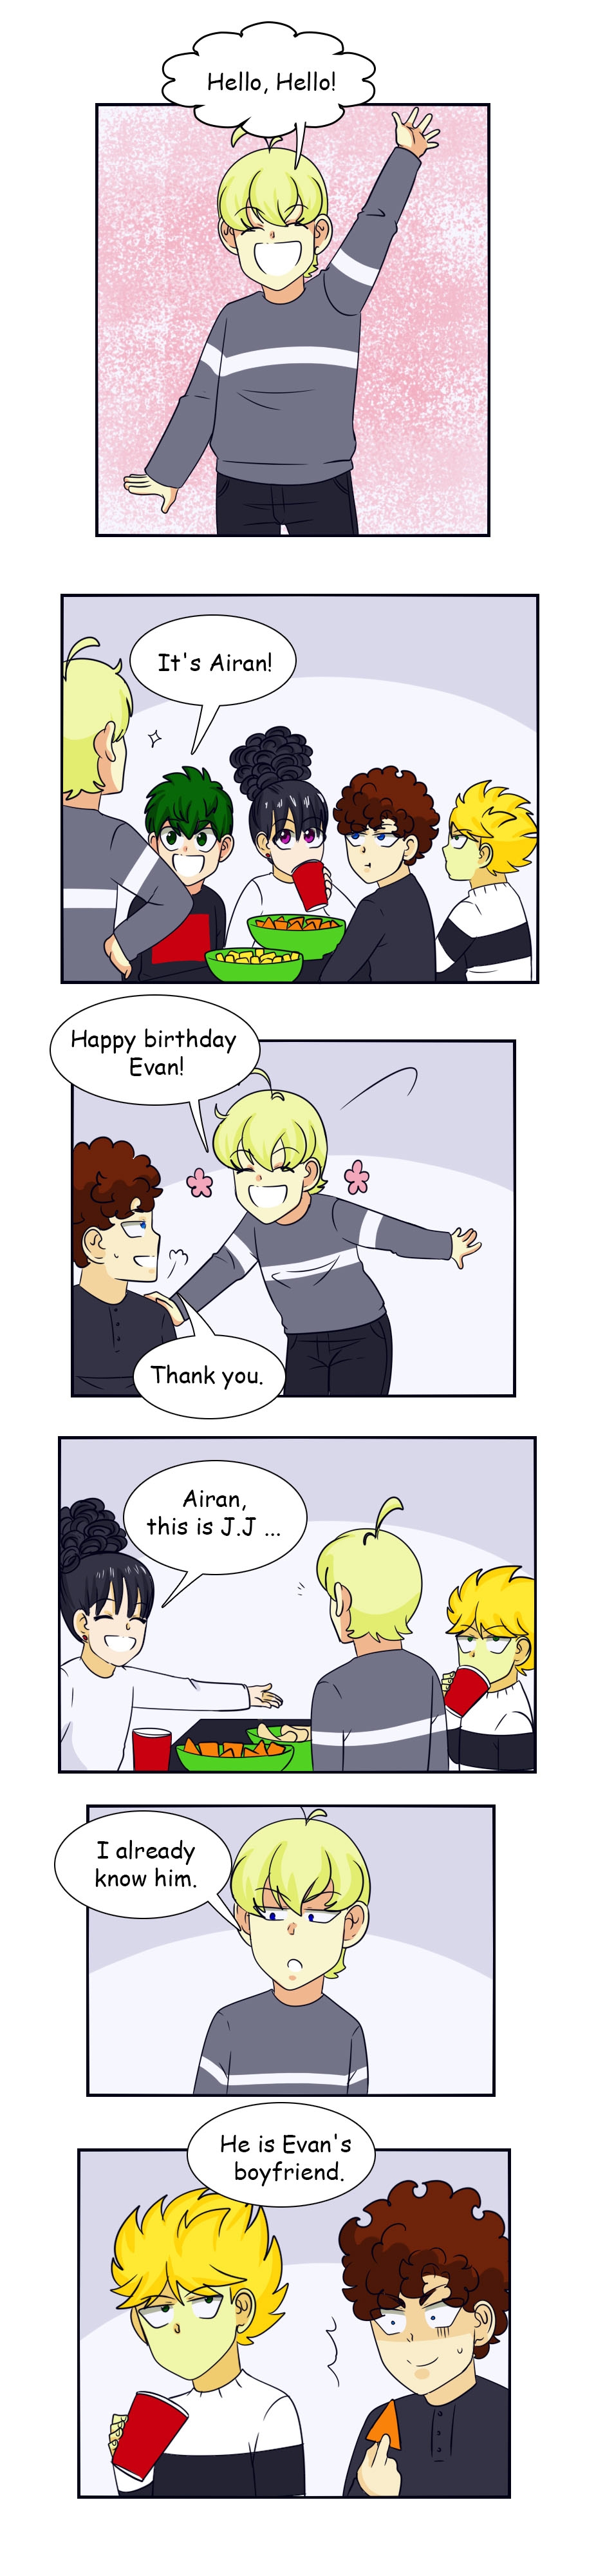 Hello, Hello!
It's Airan!
Happy birthday
Evan!
Thank you.
Airan,
this is J.J ...
I already
know him.
He is Evan's
boyfriend.